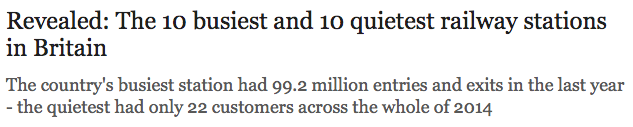 Revealed: The 10 busiest and 10 quietest railway stations
in Britain
The country's busiest station had 99.2 million entries and exits in the last year
- the quietest had only 22 customers across the whole of 2014